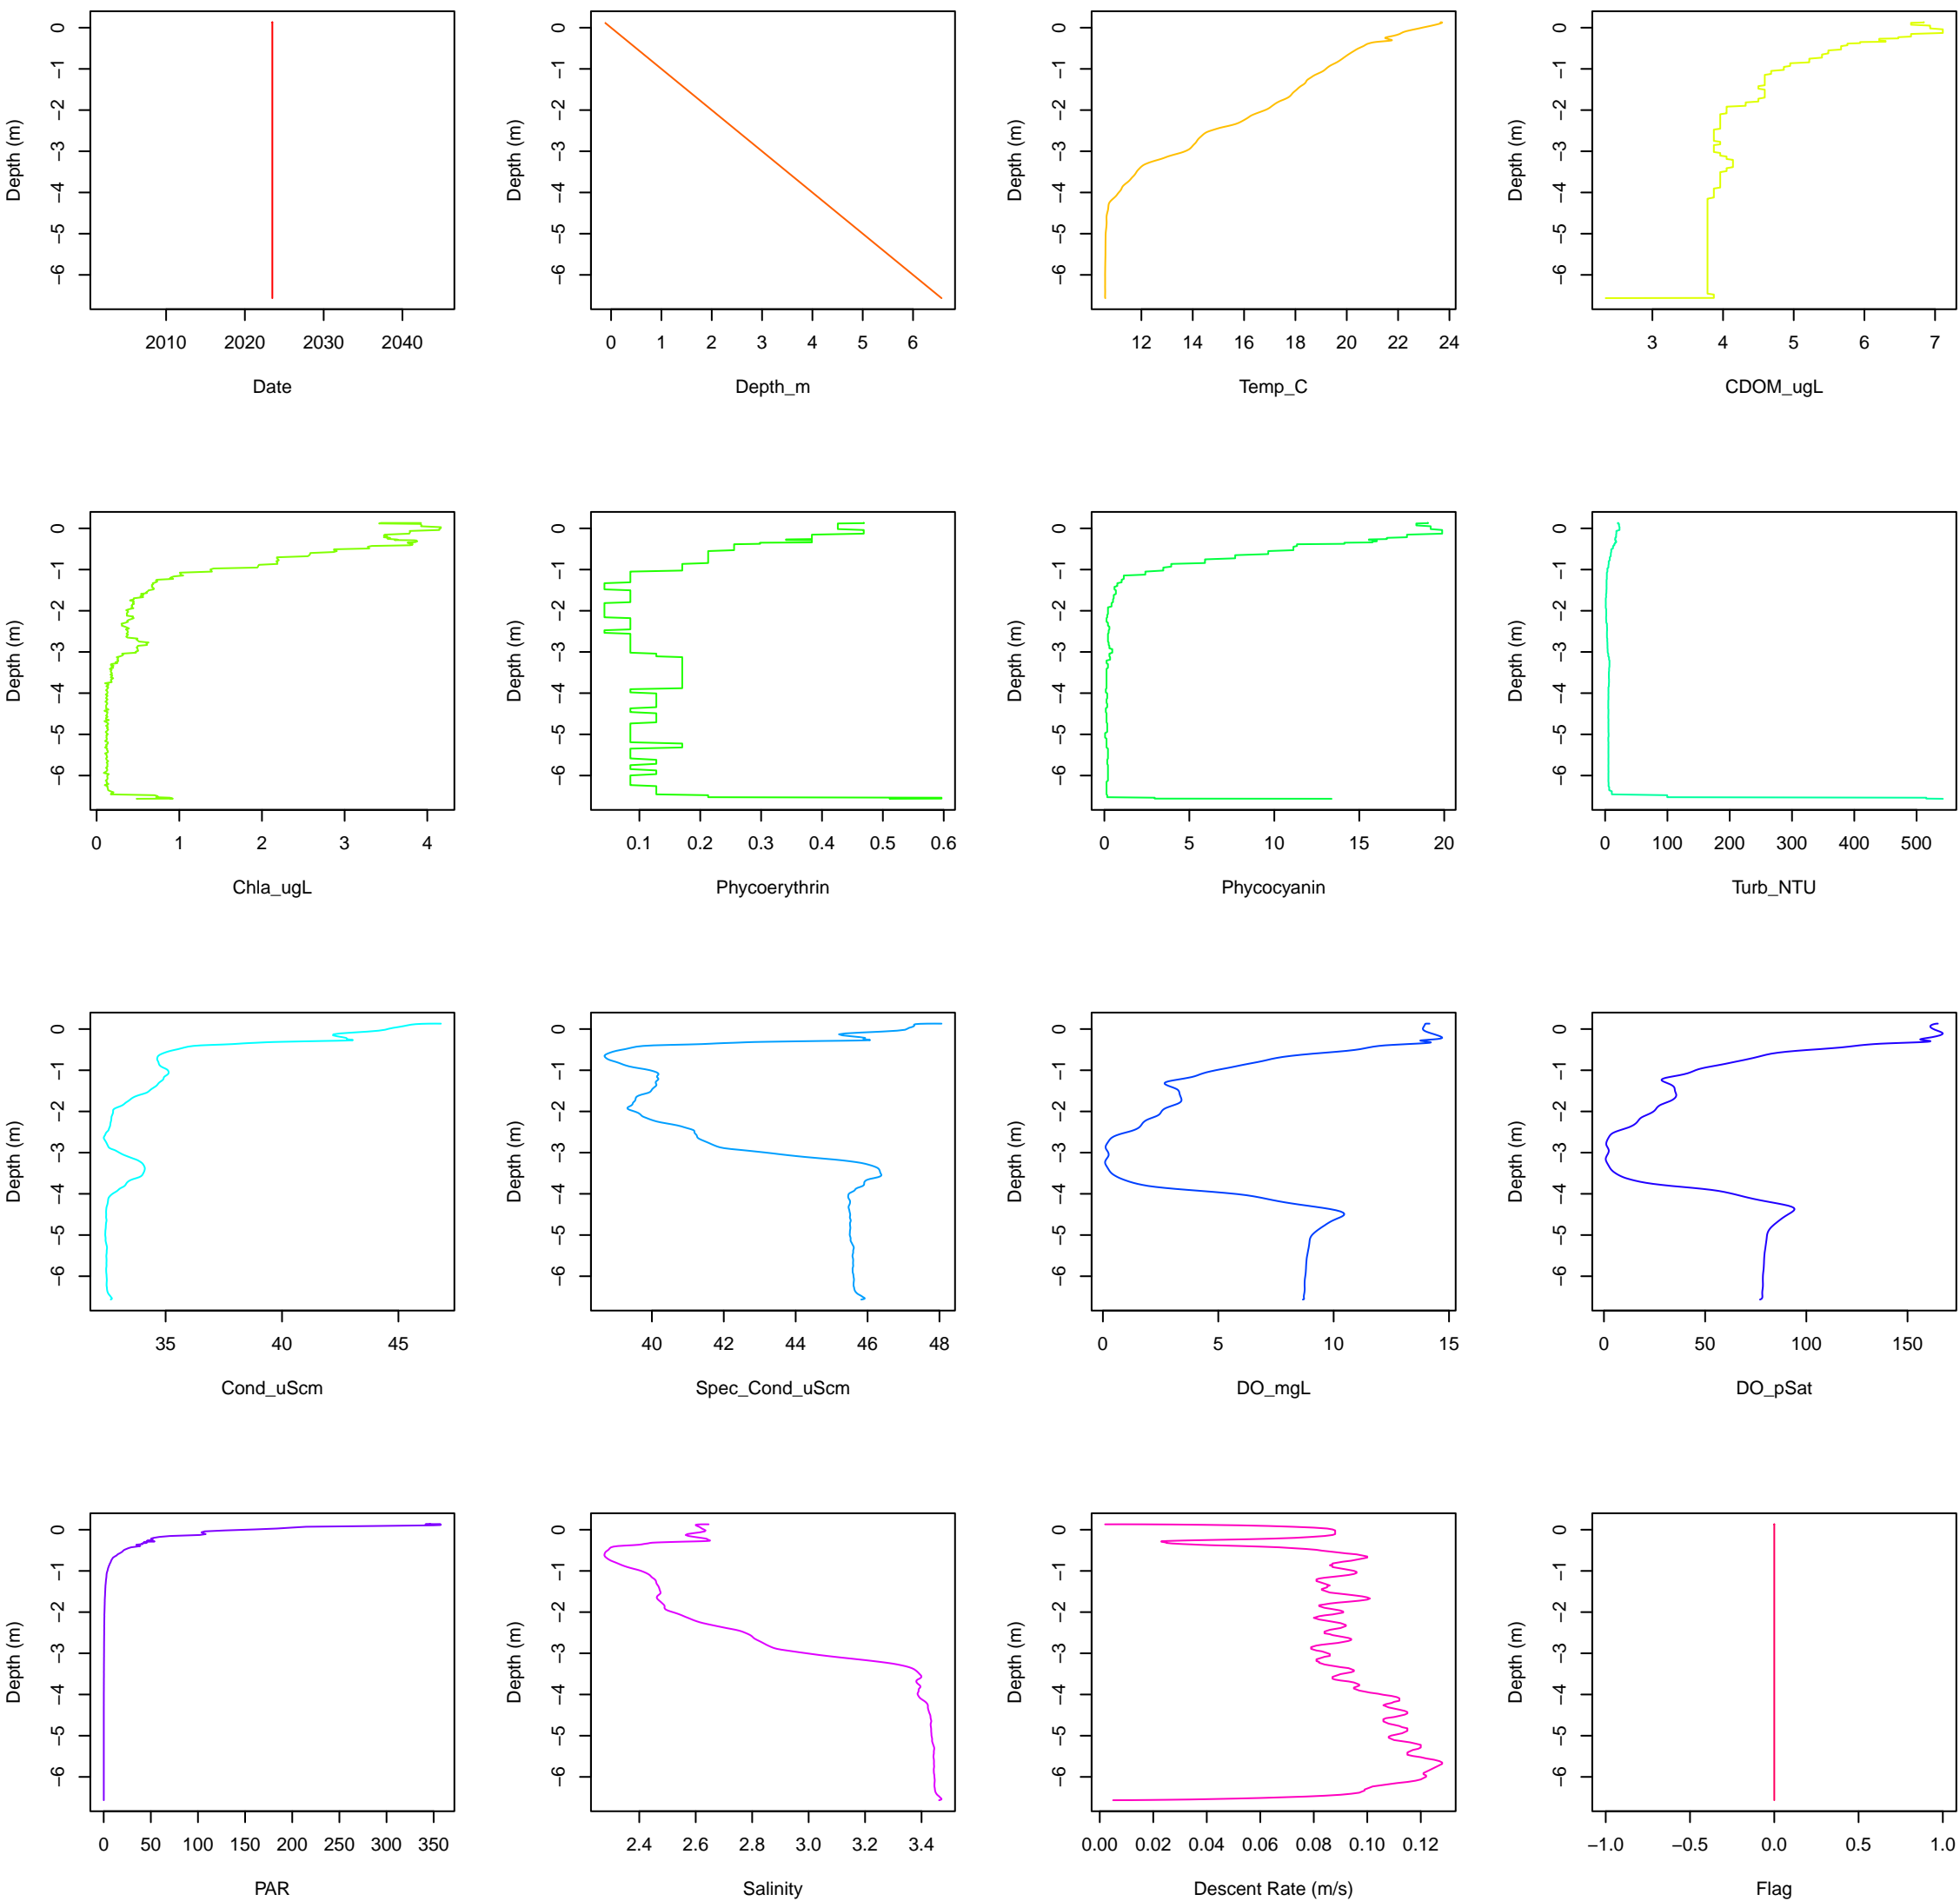 0 −1 −2 −3 −4 −5 −6
Depth (m)
2010 2020 2030 2040
Date
0 −1 −2 −3 −4 −5 −6
Depth (m)
0 1 2 3 4 5 6
Depth_m
0 −1 −2 −3 −4 −5 −6
Depth (m)
12 14 16 18 20 22 24
Temp_C
0 −1 −2 −3 −4 −5 −6
Depth (m)
3 4 5 6 7
CDOM_ugL
0 −1 −2 −3 −4 −5 −6
Depth (m)
0 1 2 3 4
Chla_ugL
0 −1 −2 −3 −4 −5 −6
Depth (m)
0.1 0.2 0.3 0.4 0.5 0.6
Phycoerythrin
0 −1 −2 −3 −4 −5 −6
Depth (m)
0 5 10 15 20
Phycocyanin
0 −1 −2 −3 −4 −5 −6
Depth (m)
0 100 200 300 400 500
Turb_NTU
0 −1 −2 −3 −4 −5 −6
Depth (m)
35 40 45
Cond_uScm
0 −1 −2 −3 −4 −5 −6
Depth (m)
40 42 44 46 48
Spec_Cond_uScm
0 −1 −2 −3 −4 −5 −6
Depth (m)
0 5 10 15
DO_mgL
0 −1 −2 −3 −4 −5 −6
Depth (m)
0 50 100 150
DO_pSat
0 −1 −2 −3 −4 −5 −6
Depth (m)
0 50 100 150 200 250 300 350
PAR
0 −1 −2 −3 −4 −5 −6
Depth (m)
2.4 2.6 2.8 3.0 3.2 3.4
Salinity
0 −1 −2 −3 −4 −5 −6
Depth (m)
0.00 0.02 0.04 0.06 0.08 0.10 0.12
Descent Rate (m/s)
0 −1 −2 −3 −4 −5 −6
Depth (m)
−1.0 −0.5 0.0 0.5 1.0
Flag